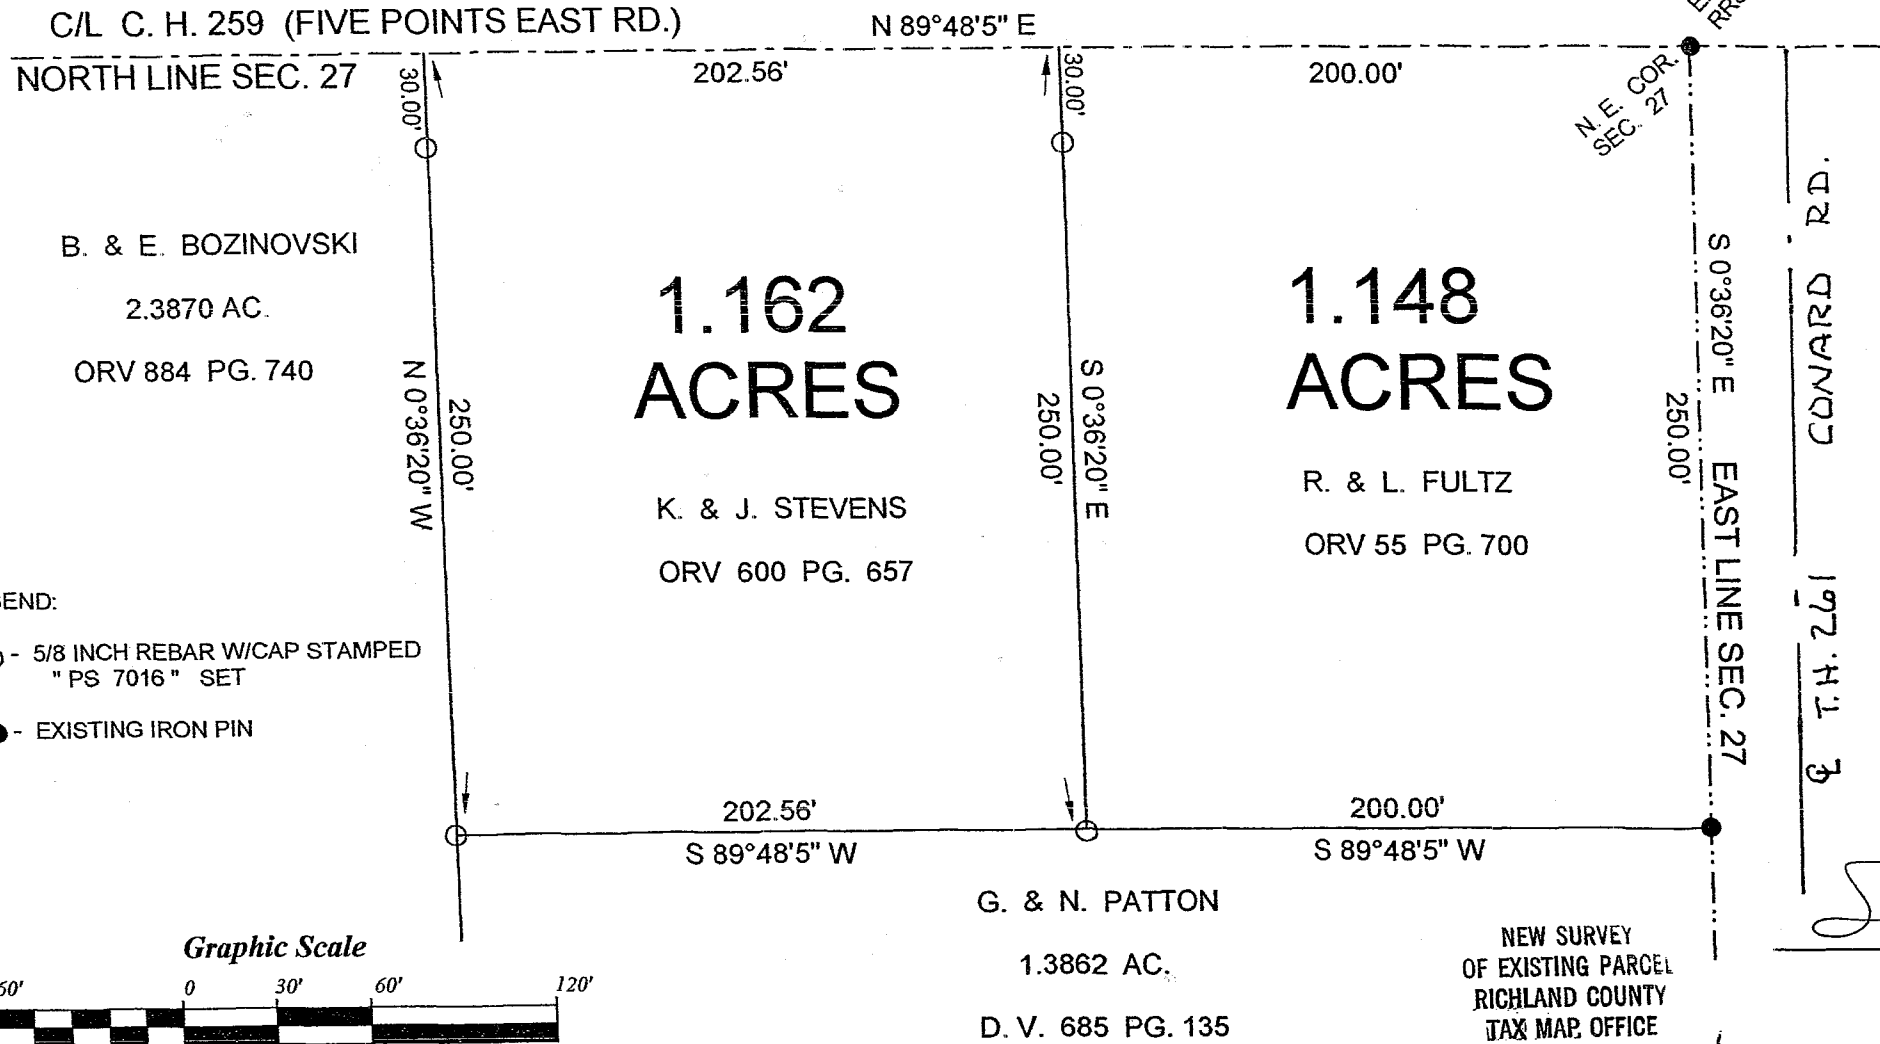 C/L C. H. 259 (FIVE POINTS EAST RD.)
N 89°48'5" E
NORTH LINE SEC. 27
30.00'
202.56'
30.00'
200.00'
N. E. COR.
SEC. 27
B. & E. BOZINOVSKI
2.3870 AC.
ORV 884 PG. 740
N 0°36'20" W
250.00'
1.162
ACRES
K. & J. STEVENS
ORV 600 PG. 657
250.00'
S 0°36'20" E
1.148
ACRES
R. & L. FULTZ
ORV 55 PG. 700
250.00'
S 0°36'20" E
EAST LINE SEC. 27
CONARD RD.
T.H. 261
END:
- 5/8 INCH REBAR W/CAP STAMPED
" PS 7016 " SET
- EXISTING IRON PIN
202.56'
S 89°48'5" W
200.00'
S 89°48'5" W
G. & N. PATTON
1.3862 AC.
D. V. 685 PG. 135
Graphic Scale
0 30' 60' 120'
NEW SURVEY
OF EXISTING PARCEL
RICHLAND COUNTY
TAX MAP OFFICE